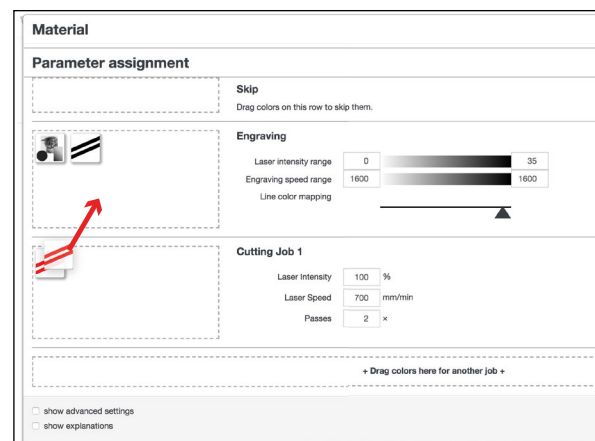 Material
Parameter assignment
Skip
Drag colors on this row to skip them.
Engraving
Laser intensity range 0 35
Engraving speed range 1600 1600
Line color mapping
Cutting Job 1
Laser Intensity 100 %
Laser Speed 700 mm/min
Passes 2 ×
+ Drag colors here for another job +
show advanced settings
show explanations